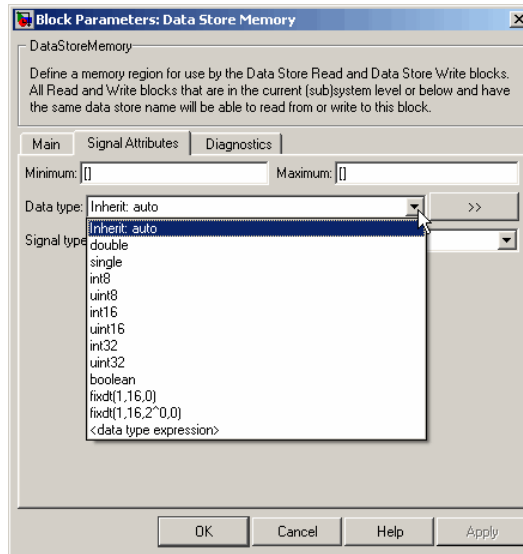 Block Parameters: Data Store Memory
DataStoreMemory
Define a memory region for use by the Data Store Read and Data Store Write blocks.
All Read and Write blocks that are in the current (sub)system level or below and have
the same data store name will be able to read from or write to this block.
Main Signal Attributes Diagnostics
Minimum: [] Maximum: []
Data type: Inherit: auto >>
Inherit: auto
Signal type
double
single
int8
uint8
int16
uint16
int32
uint32
boolean
fixdt(1,16,0)
fixdt(1,16,2^0,0)
<data type expression>
OK Cancel Help Apply